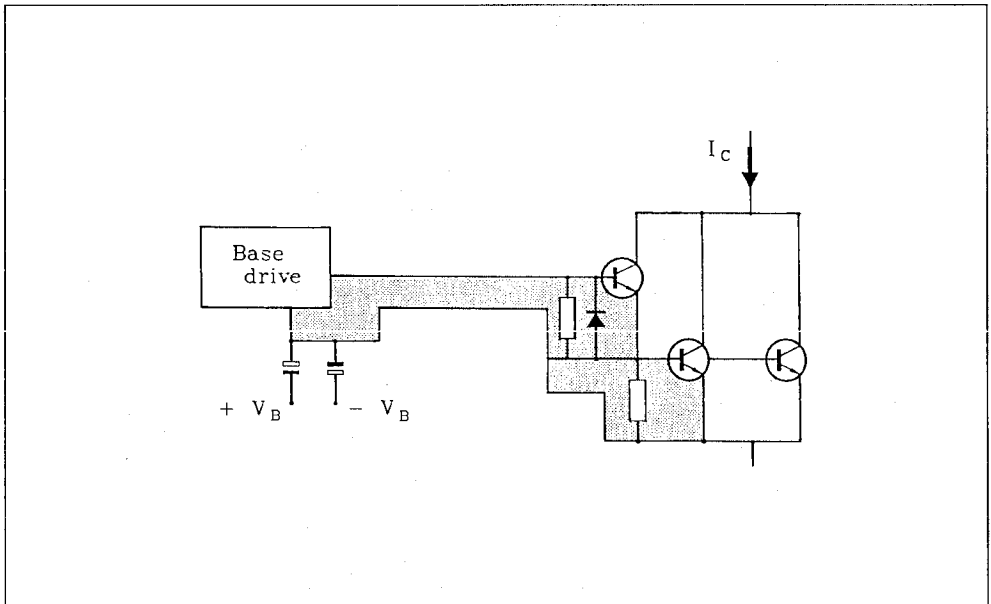 I_C
Base
drive
+ V_B
− V_B